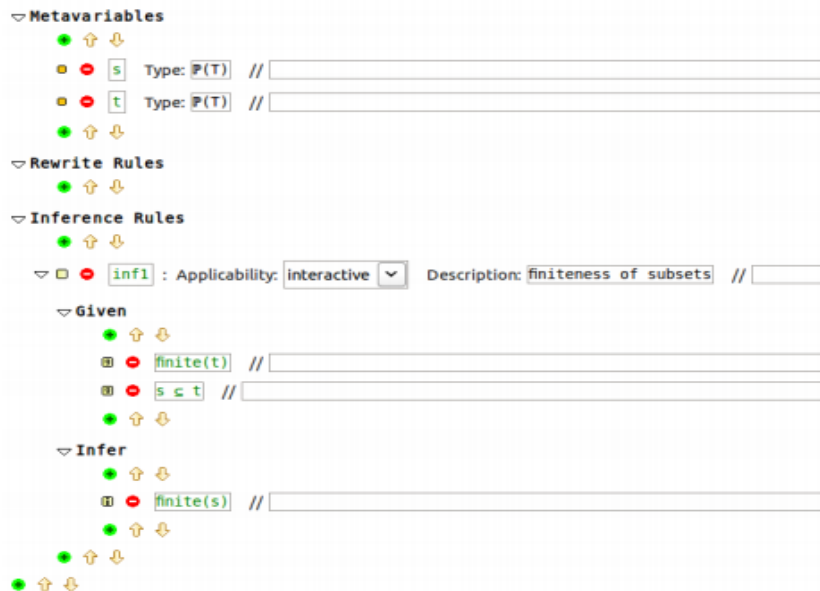 Metavariables
s Type: ℙ(T) //
t Type: ℙ(T) //
Rewrite Rules
Inference Rules
inf1 : Applicability: interactive Description: finiteness of subsets //
Given
finite(t) //
s ⊆ t //
Infer
finite(s) //